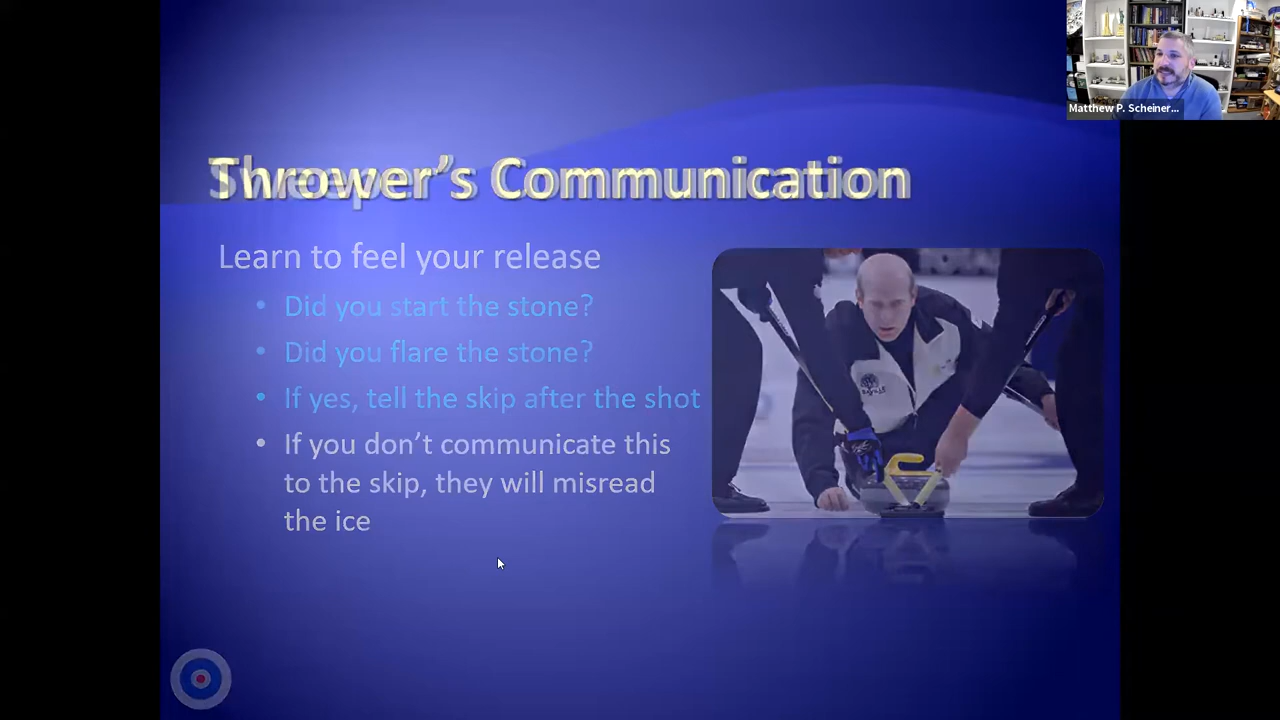 Matthew P. Scheiner...
Thrower’s Communication
Learn to feel your release
• Did you start the stone?
• Did you flare the stone?
• If yes, tell the skip after the shot
• If you don’t communicate this
to the skip, they will misread
the ice